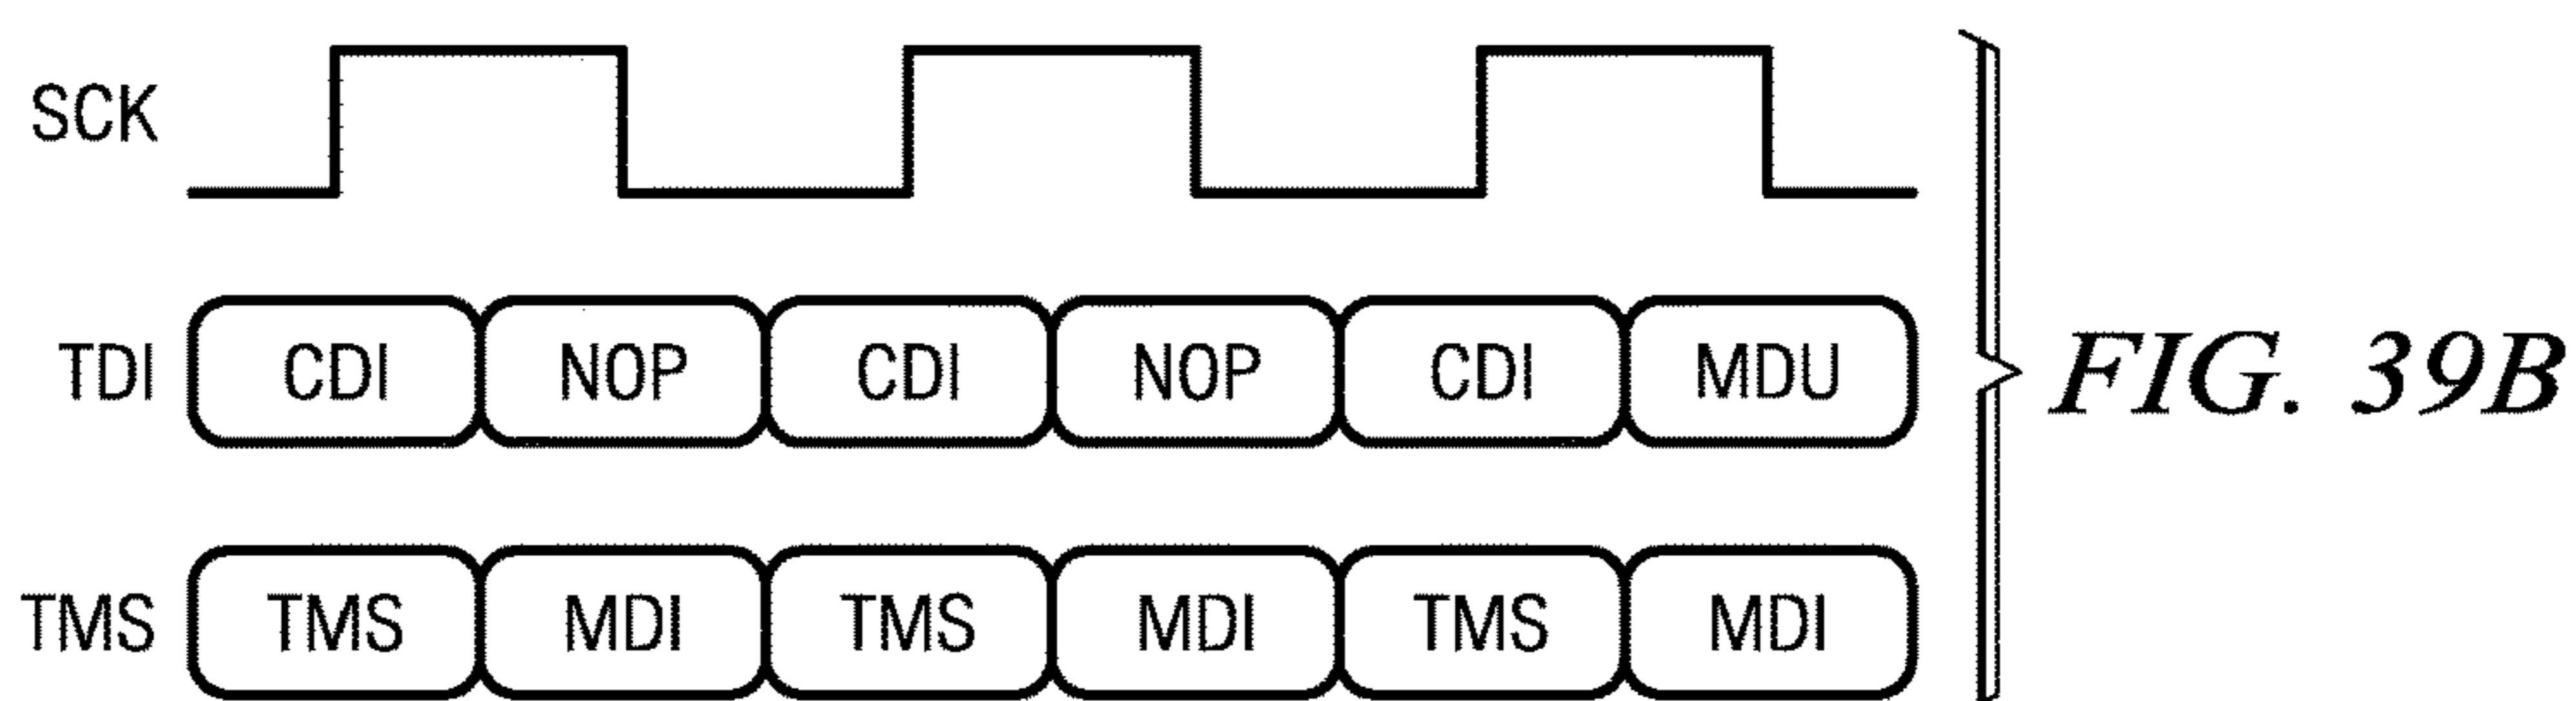 SCK
TDI CDI NOP CDI NOP CDI MDU
TMS TMS MDI TMS MDI TMS MDI
FIG. 39B